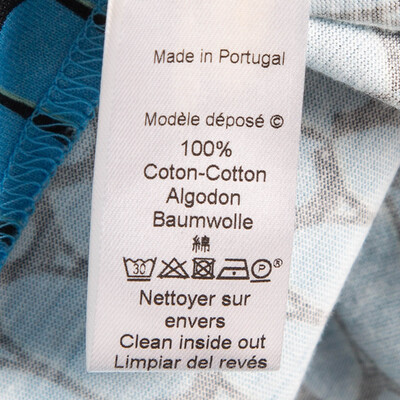 Made in Portugal
Modèle déposé ©
100%
Coton-Cotton
Algodon
Baumwolle
綿
30 P ®
Nettoyer sur
envers
Clean inside out
Limpiar del revés